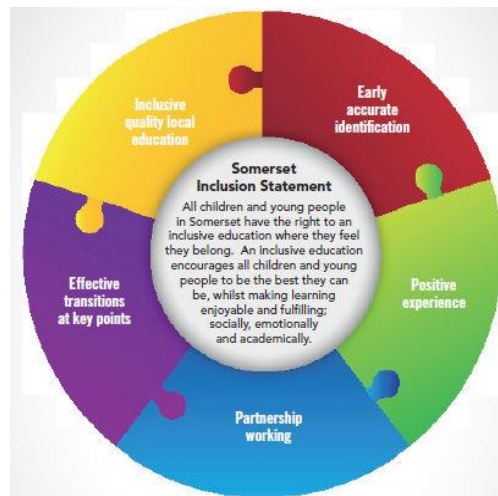 Inclusive
quality local
education
Early
accurate
identification
Somerset
Inclusion Statement
All children and young people
in Somerset have the right to an
inclusive education where they feel
they belong. An inclusive education
encourages all children and young
people to be the best they can
be, whilst making learning
enjoyable and fulfilling;
socially, emotionally
and academically.
Effective
transitions
at key points
Positive
experience
Partnership
working